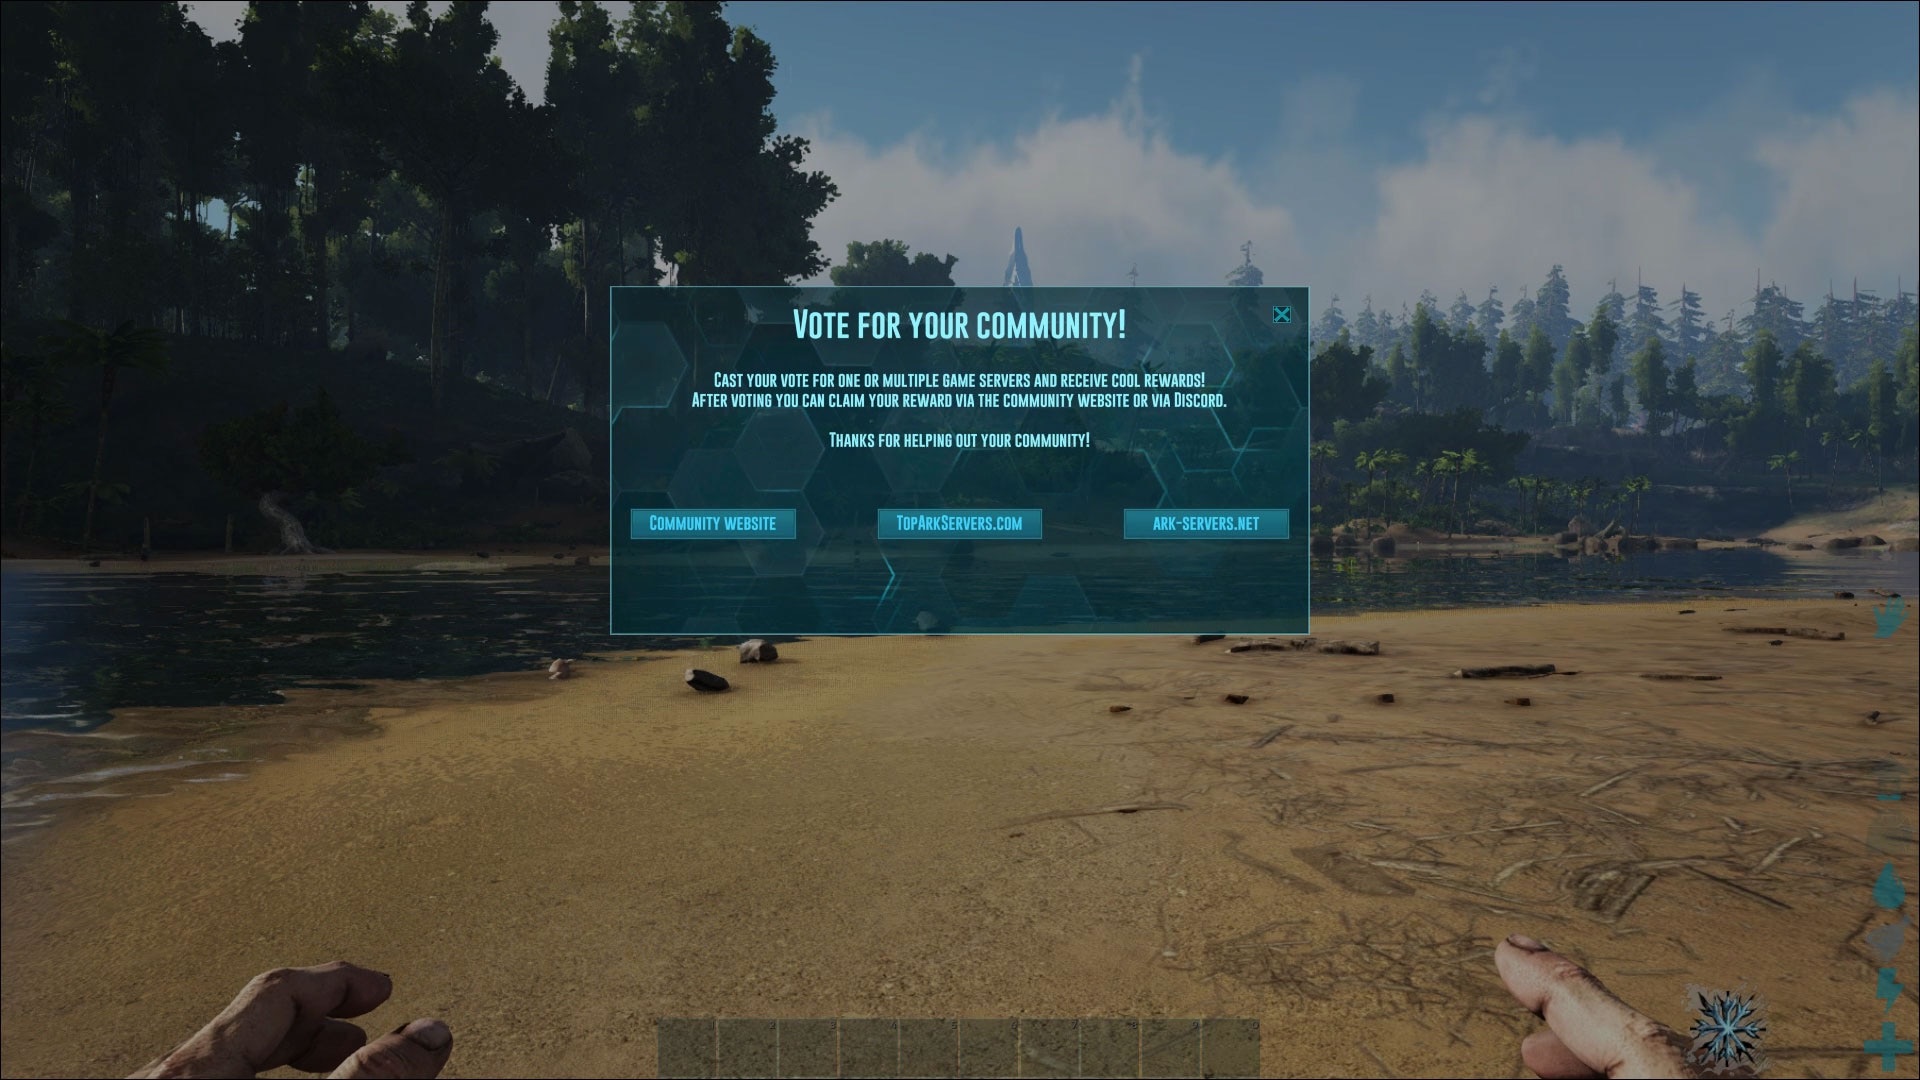 Vote for your community!
Cast your vote for one or multiple game servers and receive cool rewards!
After voting you can claim your reward via the community website or via Discord.
Thanks for helping out your community!
Community website
TopArkServers.com
ark-servers.net